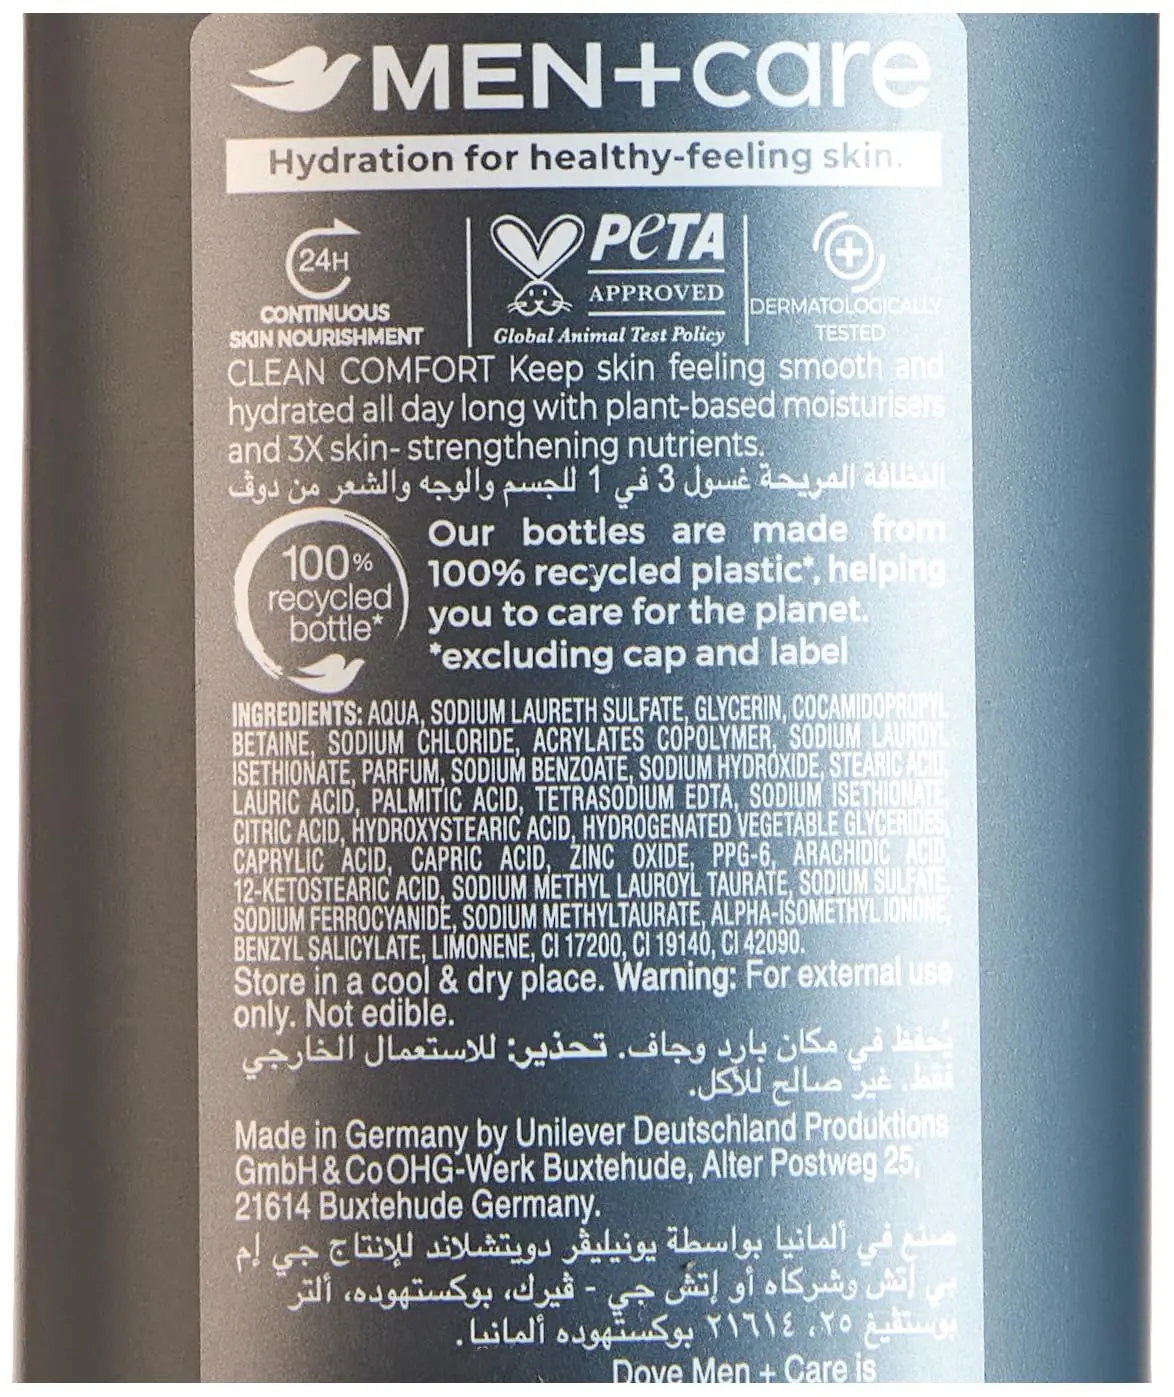 MEN+care
Hydration for healthy-feeling skin.
24H
CONTINUOUS
SKIN NOURISHMENT
PeTA
APPROVED
Global Animal Test Policy
DERMATOLOGICALLY
TESTED
CLEAN COMFORT Keep skin feeling smooth and
hydrated all day long with plant-based moisturisers
and 3X skin- strengthening nutrients.
النظافة المريحة غسول 3 في 1 للجسم والوجه والشعر من دوڤ
100%
recycled
bottle*
Our bottles are made from
100% recycled plastic*, helping
you to care for the planet.
*excluding cap and label
INGREDIENTS: AQUA, SODIUM LAURETH SULFATE, GLYCERIN, COCAMIDOPROPYL
BETAINE, SODIUM CHLORIDE, ACRYLATES COPOLYMER, SODIUM LAUROYL
ISETHIONATE, PARFUM, SODIUM BENZOATE, SODIUM HYDROXIDE, STEARIC ACID,
LAURIC ACID, PALMITIC ACID, TETRASODIUM EDTA, SODIUM ISETHIONATE,
CITRIC ACID, HYDROXYSTEARIC ACID, HYDROGENATED VEGETABLE GLYCERIDES,
CAPRYLIC ACID, CAPRIC ACID, ZINC OXIDE, PPG-6, ARACHIDIC ACID,
12-KETOSTEARIC ACID, SODIUM METHYL LAUROYL TAURATE, SODIUM SULFATE,
SODIUM FERROCYANIDE, SODIUM METHYLTAURATE, ALPHA-ISOMETHYL IONONE,
BENZYL SALICYLATE, LIMONENE, CI 17200, CI 19140, CI 42090.
Store in a cool & dry place. Warning: For external use
only. Not edible.
يُحفظ في مكان بارد وجاف. تحذير: للاستعمال الخارجي
فقط. غير صالح للأكل.
Made in Germany by Unilever Deutschland Produktions
GmbH & Co OHG-Werk Buxtehude, Alter Postweg 25,
21614 Buxtehude Germany.
صنع في ألمانيا بواسطة يونيليڤر دويتشلاند للإنتاج جي إم
بي إتش وشركاه أو إتش جي - ڤيرك، بوكستهوده، ألتر
بوستڤيغ ٢٥، ٢١٦١٤ بوكستهوده ألمانيا.
Dove Men + Care is